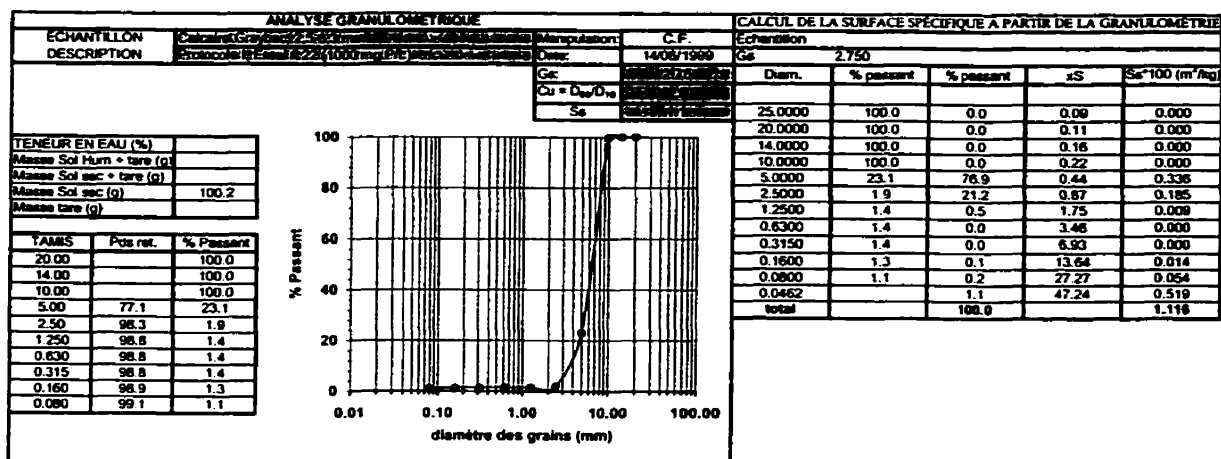 ANALYSE GRANULOMETRIQUE
ECHANTILLON Manipulation: C.F.
DESCRIPTION Date: 14/06/1999
Gs:
Cu = D60/D10
Ss
TENEUR EN EAU (%)
Masse Sol Hum + tare (g)
Masse Sol sec + tare (g)
Masse Sol sec (g) 100.2
Masse tare (g)
TAMIS Pds ret. % Passant
20.00 100.0
14.00 100.0
10.00 100.0
5.00 77.1 23.1
2.50 98.3 1.9
1.250 98.8 1.4
0.630 98.8 1.4
0.315 98.8 1.4
0.160 98.9 1.3
0.080 99.1 1.1
% Passant
100
80
60
40
20
0
0.01 0.10 1.00 10.00 100.00
diamètre des grains (mm)
CALCUL DE LA SURFACE SPÉCIFIQUE A PARTIR DE LA GRANULOMÉTRIE
Echantillon
Gs 2.750
Diam. % passant % passant xS Ss*100 (m²/kg)
25.0000 100.0 0.0 0.09 0.000
20.0000 100.0 0.0 0.11 0.000
14.0000 100.0 0.0 0.16 0.000
10.0000 100.0 0.0 0.22 0.000
5.0000 23.1 76.9 0.44 0.336
2.5000 1.9 21.2 0.87 0.185
1.2500 1.4 0.5 1.75 0.009
0.6300 1.4 0.0 3.46 0.000
0.3150 1.4 0.0 6.93 0.000
0.1600 1.3 0.1 13.64 0.014
0.0800 1.1 0.2 27.27 0.054
0.0462 1.1 47.24 0.519
total 100.0 1.116